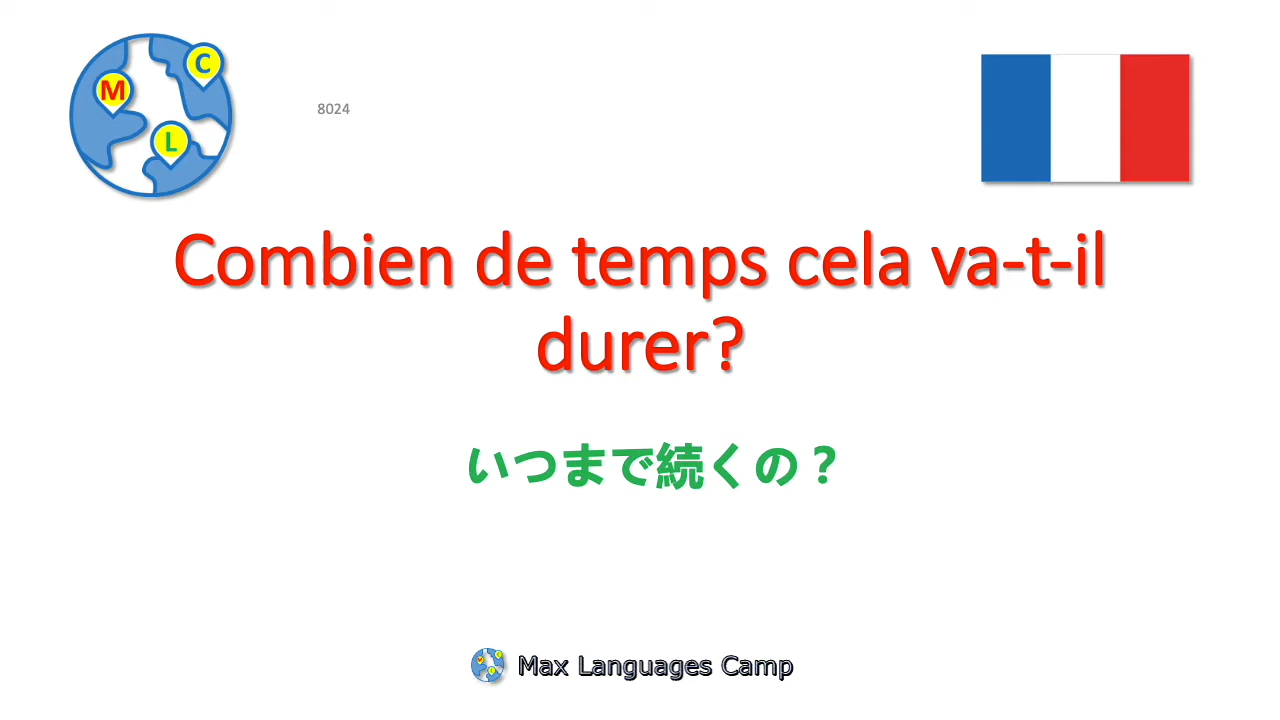 C
M
L
8024
Combien de temps cela va-t-il
durer?
いつまで続くの？
Max Languages Camp